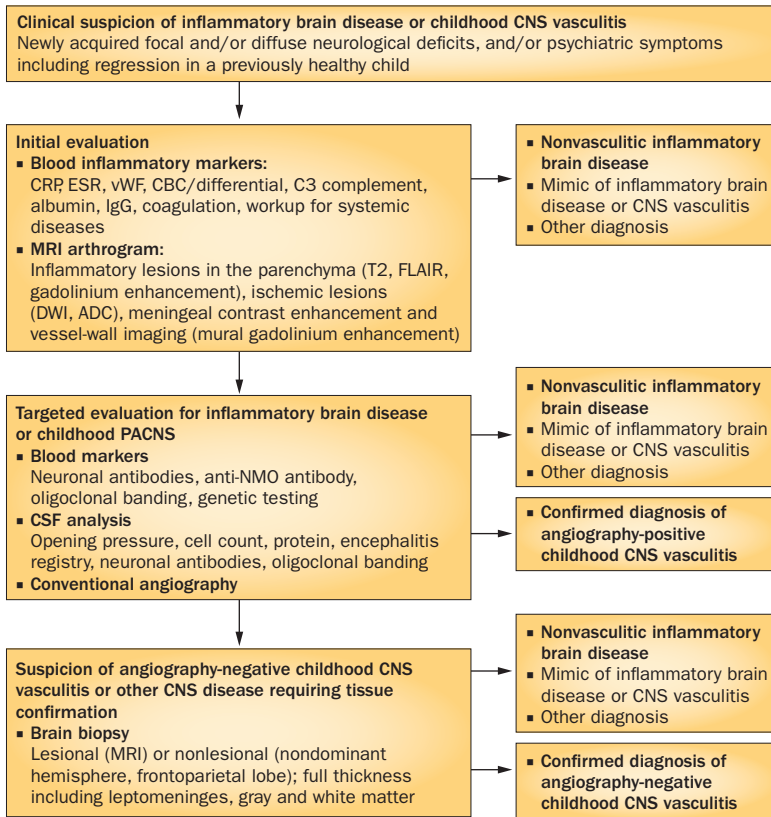 Clinical suspicion of inflammatory brain disease or childhood CNS vasculitis
Newly acquired focal and/or diffuse neurological deficits, and/or psychiatric symptoms
including regression in a previously healthy child
Initial evaluation
▪ Blood inflammatory markers:
CRP, ESR, vWF, CBC/differential, C3 complement,
albumin, IgG, coagulation, workup for systemic
diseases
▪ MRI arthrogram:
Inflammatory lesions in the parenchyma (T2, FLAIR,
gadolinium enhancement), ischemic lesions
(DWI, ADC), meningeal contrast enhancement and
vessel-wall imaging (mural gadolinium enhancement)
▪ Nonvasculitic inflammatory
brain disease
▪ Mimic of inflammatory brain
disease or CNS vasculitis
▪ Other diagnosis
Targeted evaluation for inflammatory brain disease
or childhood PACNS
▪ Blood markers
Neuronal antibodies, anti-NMO antibody,
oligoclonal banding, genetic testing
▪ CSF analysis
Opening pressure, cell count, protein, encephalitis
registry, neuronal antibodies, oligoclonal banding
▪ Conventional angiography
▪ Nonvasculitic inflammatory
brain disease
▪ Mimic of inflammatory brain
disease or CNS vasculitis
▪ Other diagnosis
▪ Confirmed diagnosis of
angiography-positive
childhood CNS vasculitis
Suspicion of angiography-negative childhood CNS
vasculitis or other CNS disease requiring tissue
confirmation
▪ Brain biopsy
Lesional (MRI) or nonlesional (nondominant
hemisphere, frontoparietal lobe); full thickness
including leptomeninges, gray and white matter
▪ Nonvasculitic inflammatory
brain disease
▪ Mimic of inflammatory brain
disease or CNS vasculitis
▪ Other diagnosis
▪ Confirmed diagnosis of
angiography-negative
childhood CNS vasculitis